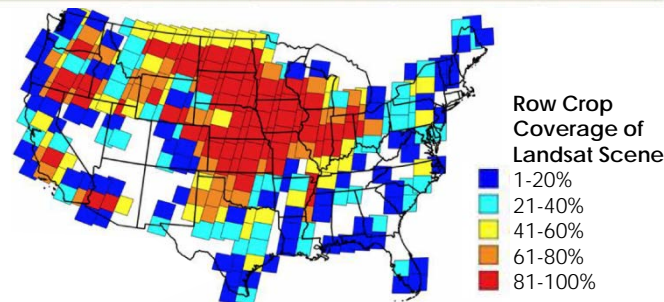 Row Crop
Coverage of
Landsat Scene
1-20%
21-40%
41-60%
61-80%
81-100%